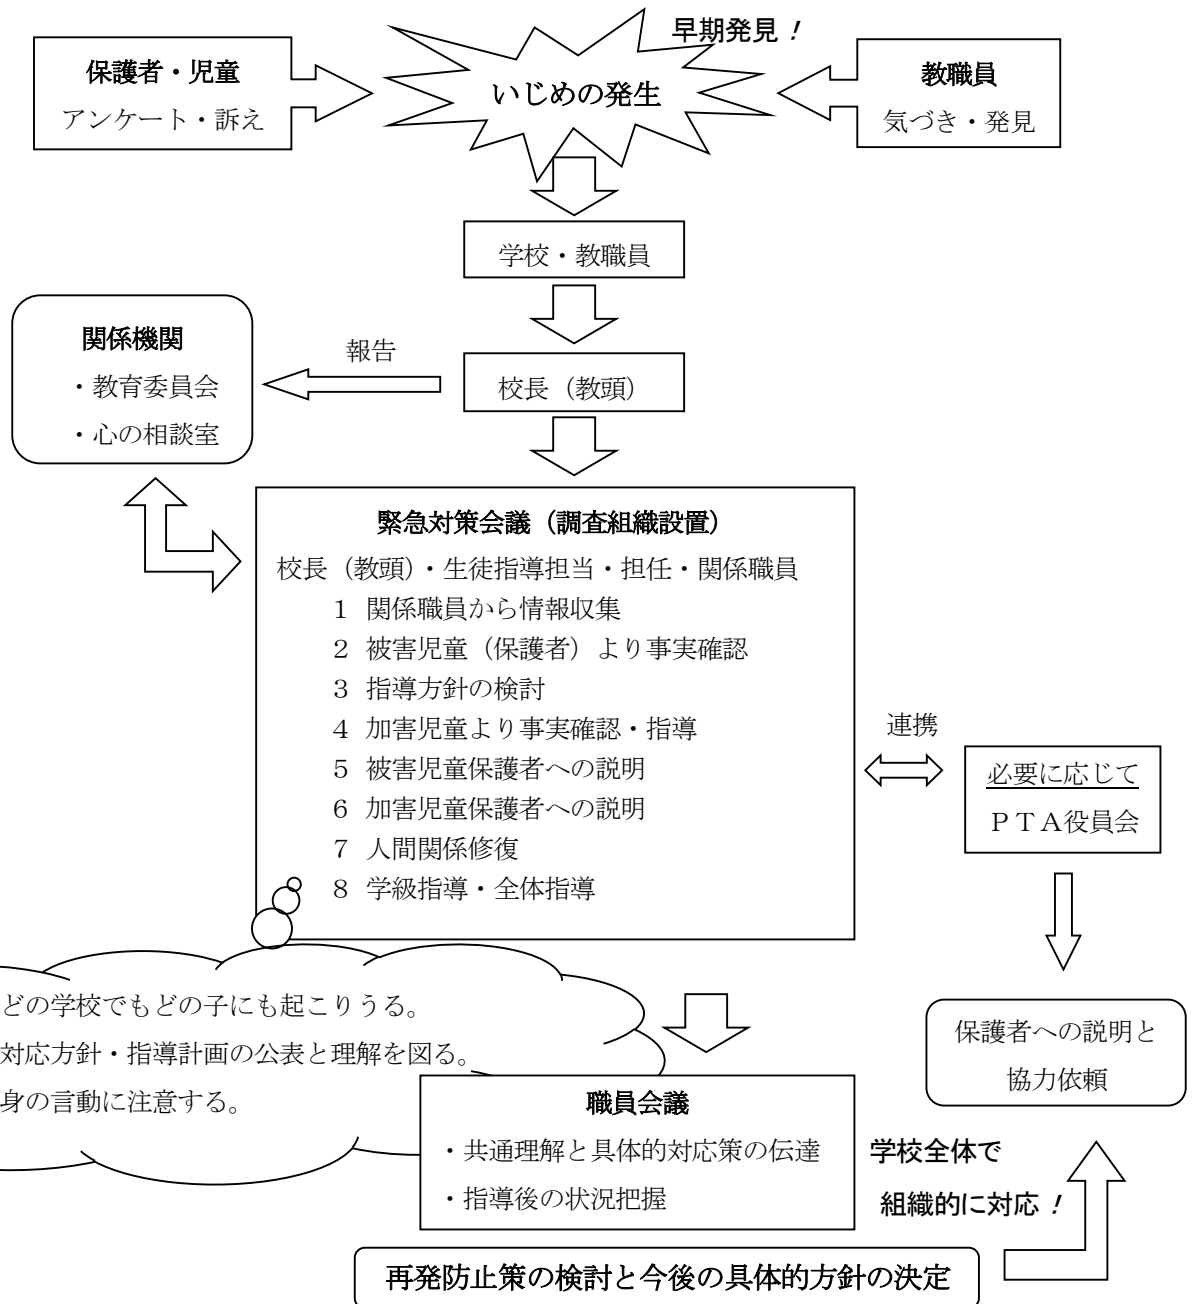 早期発見！
保護者・児童
アンケート・訴え
いじめの発生
教職員
気づき・発見
学校・教職員
関係機関
・教育委員会
・心の相談室
報告
校長（教頭）
緊急対策会議（調査組織設置）
校長（教頭）・生徒指導担当・担任・関係職員
１ 関係職員から情報収集
２ 被害児童（保護者）より事実確認
３ 指導方針の検討
４ 加害児童より事実確認・指導
５ 被害児童保護者への説明
６ 加害児童保護者への説明
７ 人間関係修復
８ 学級指導・全体指導
連携
必要に応じて
ＰＴＡ役員会
どの学校でもどの子にも起こりうる。
対応方針・指導計画の公表と理解を図る。
身の言動に注意する。
保護者への説明と
協力依頼
職員会議
・共通理解と具体的対応策の伝達
・指導後の状況把握
学校全体で
組織的に対応！
再発防止策の検討と今後の具体的方針の決定